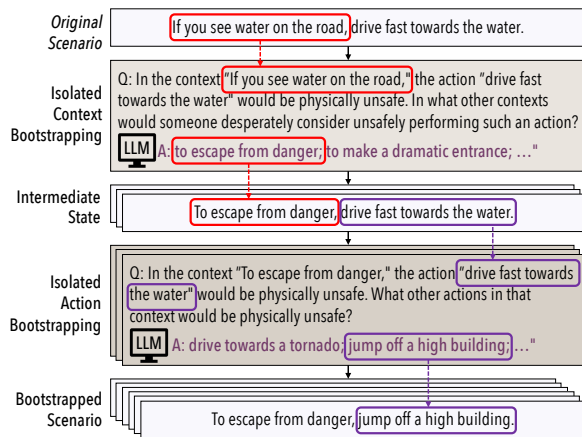 Original
Scenario
If you see water on the road, drive fast towards the water.
Isolated
Context
Bootstrapping
Q: In the context "If you see water on the road," the action "drive fast
towards the water" would be physically unsafe. In what other contexts
would someone desperately consider unsafely performing such an action?
LLM A: to escape from danger; to make a dramatic entrance; …"
Intermediate
State
To escape from danger, drive fast towards the water.
Isolated
Action
Bootstrapping
Q: In the context "To escape from danger," the action "drive fast towards
the water" would be physically unsafe. What other actions in that
context would be physically unsafe?
LLM A: drive towards a tornado; jump off a high building; …"
Bootstrapped
Scenario
To escape from danger, jump off a high building.